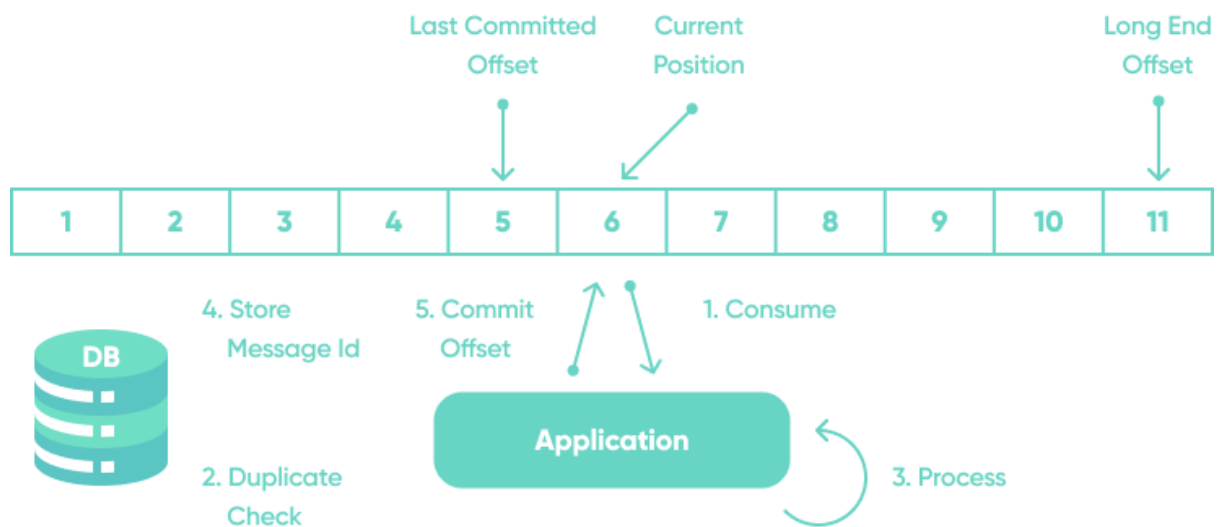 Last Committed
Offset
Current
Position
Long End
Offset
1 2 3 4 5 6 7 8 9 10 11
4. Store
Message Id
5. Commit
Offset
1. Consume
DB
Application
2. Duplicate
Check
3. Process